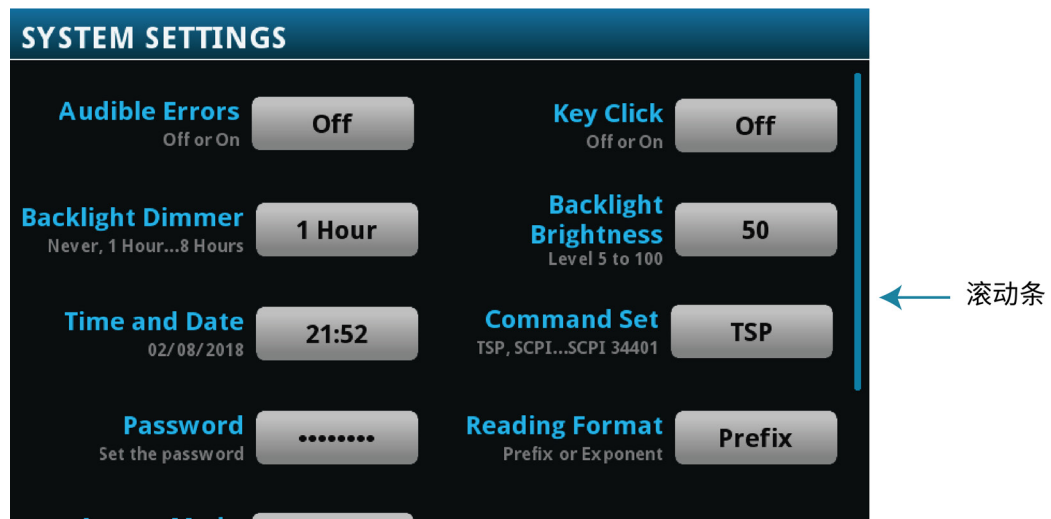 SYSTEM SETTINGS
Audible Errors
Off or On
Off
Key Click
Off or On
Off
Backlight Dimmer
Never, 1 Hour...8 Hours
1 Hour
Backlight
Brightness
Level 5 to 100
50
Time and Date
02/08/2018
21:52
Command Set
TSP, SCPI...SCPI 34401
TSP
滚动条
Password
Set the password
••••••••
Reading Format
Prefix or Exponent
Prefix